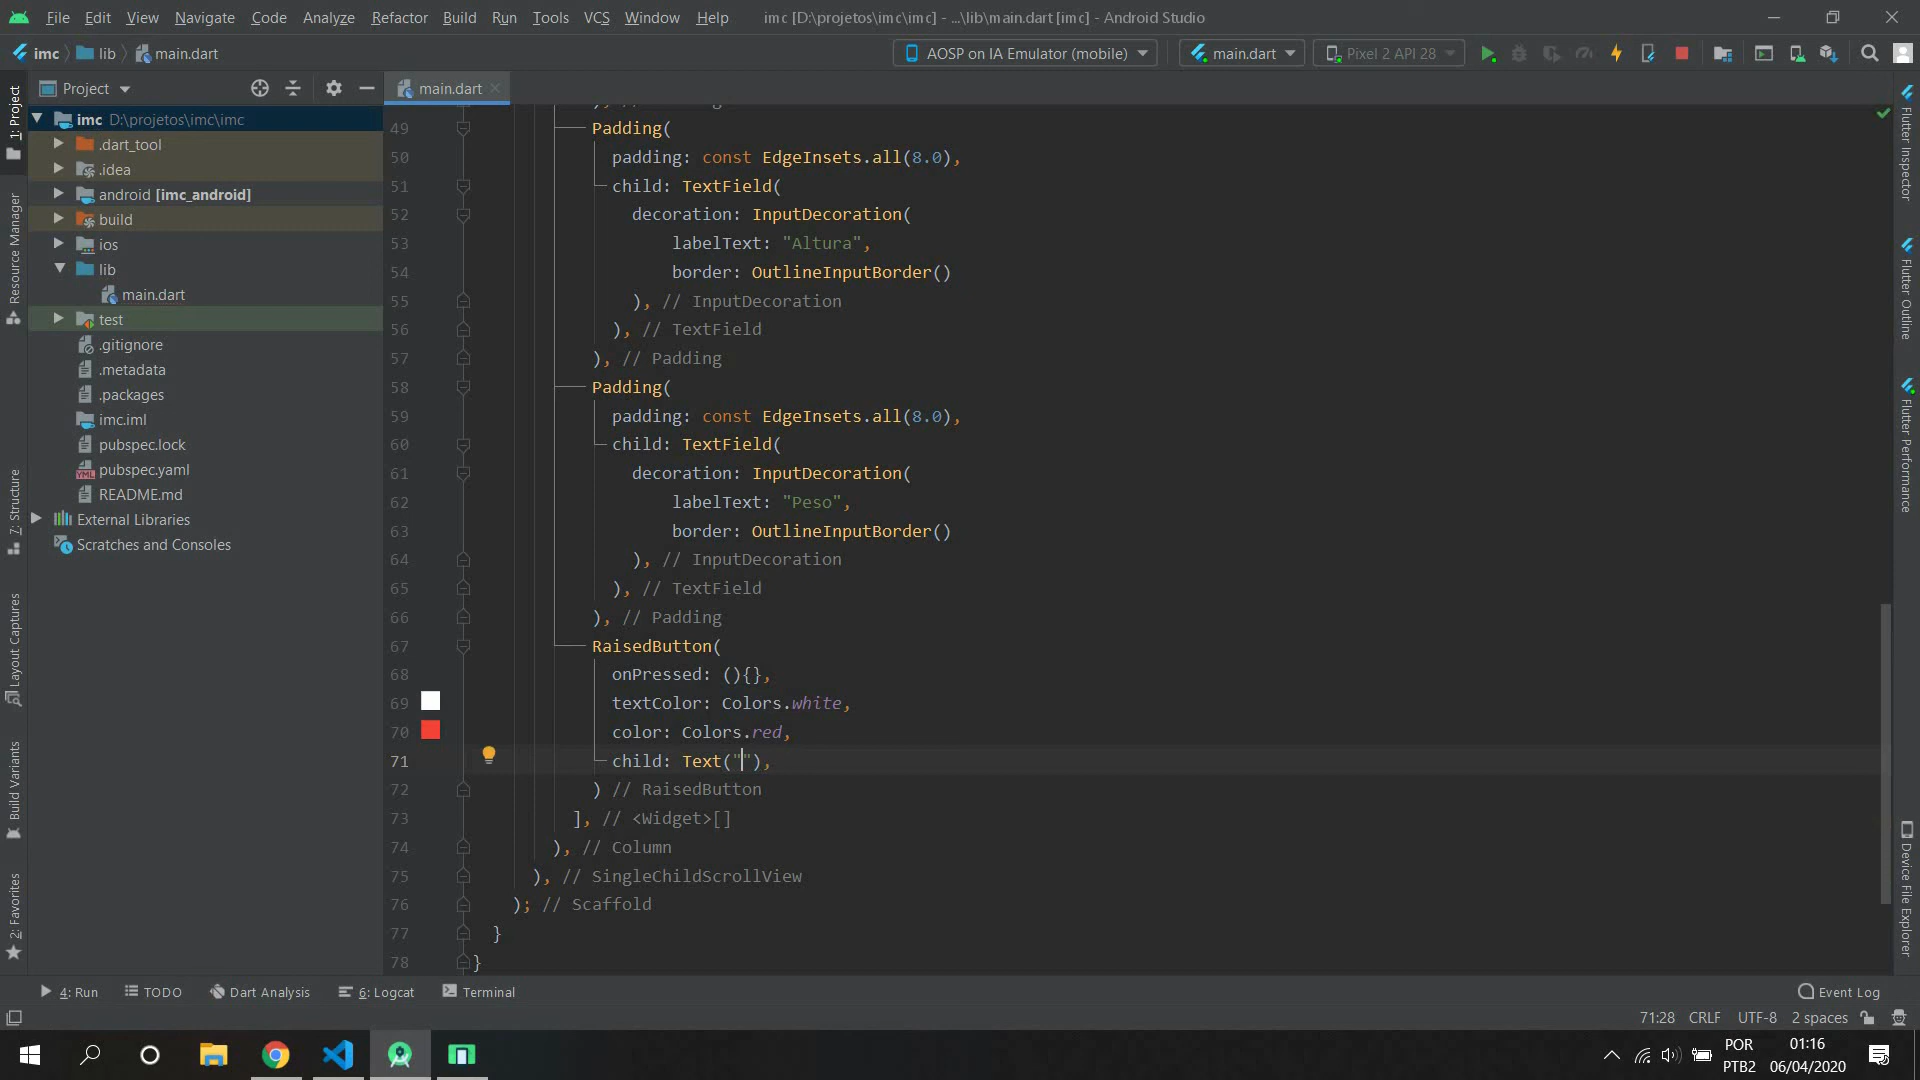 File Edit View Navigate Code Analyze Refactor Build Run Tools VCS Window Help imc [D:\projetos\imc\imc] - ...\lib\main.dart [imc] - Android Studio
imc lib main.dart AOSP on IA Emulator (mobile) main.dart Pixel 2 API 28
Project main.dart
imc D:\projetos\imc\imc
.dart_tool
.idea
android [imc_android]
build
ios
lib
main.dart
test
.gitignore
.metadata
.packages
imc.iml
pubspec.lock
pubspec.yaml
README.md
External Libraries
Scratches and Consoles
1: Project
Resource Manager
7: Structure
Layout Captures
Build Variants
2: Favorites
49 Padding(
50 padding: const EdgeInsets.all(8.0),
51 child: TextField(
52 decoration: InputDecoration(
53 labelText: "Altura",
54 border: OutlineInputBorder()
55 ), // InputDecoration
56 ), // TextField
57 ), // Padding
58 Padding(
59 padding: const EdgeInsets.all(8.0),
60 child: TextField(
61 decoration: InputDecoration(
62 labelText: "Peso",
63 border: OutlineInputBorder()
64 ), // InputDecoration
65 ), // TextField
66 ), // Padding
67 RaisedButton(
68 onPressed: (){},
69 textColor: Colors.white,
70 color: Colors.red,
71 child: Text(""),
72 ) // RaisedButton
73 ], // <Widget>[]
74 ), // Column
75 ), // SingleChildScrollView
76 ); // Scaffold
77 }
78 }
Flutter Inspector
Flutter Outline
Flutter Performance
Device File Explorer
4: Run TODO Dart Analysis 6: Logcat Terminal Event Log
71:28 CRLF UTF-8 2 spaces
POR 01:16
PTB2 06/04/2020